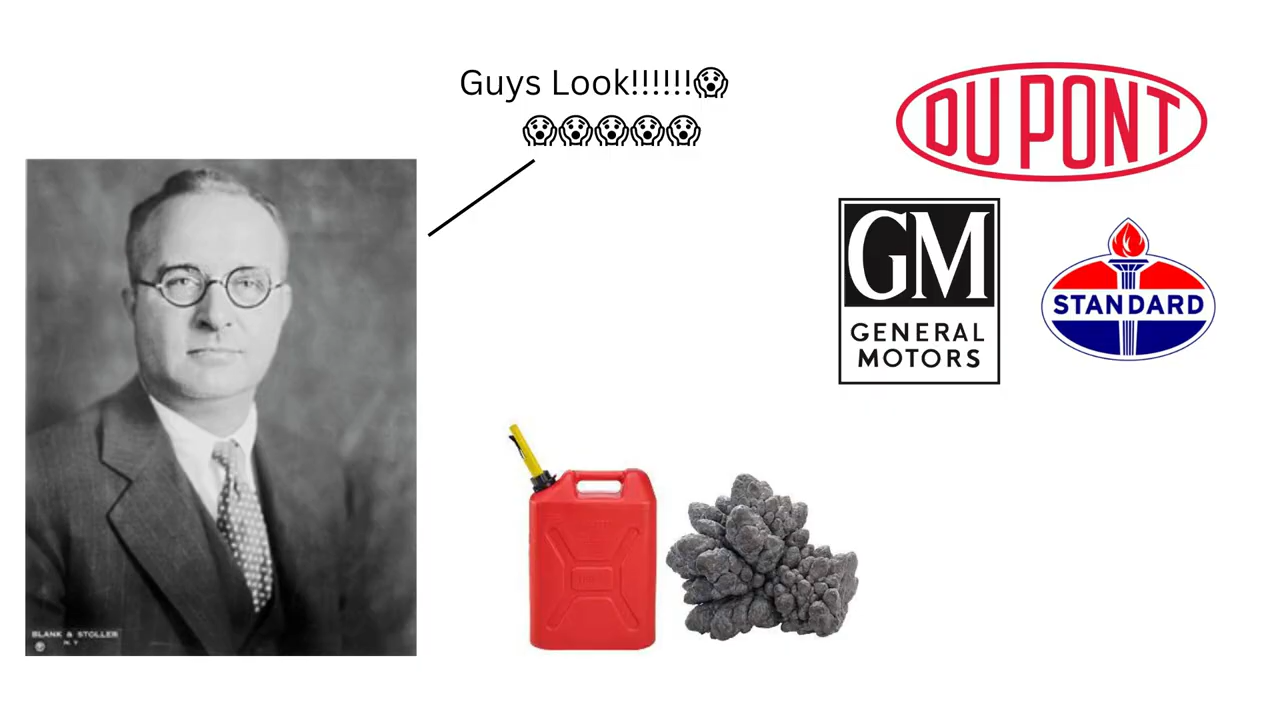 Guys Look!!!!!!😱
😱😱😱😱😱
DU PONT
GM
GENERAL
MOTORS
STANDARD
BLANK & STOLLER
N.Y